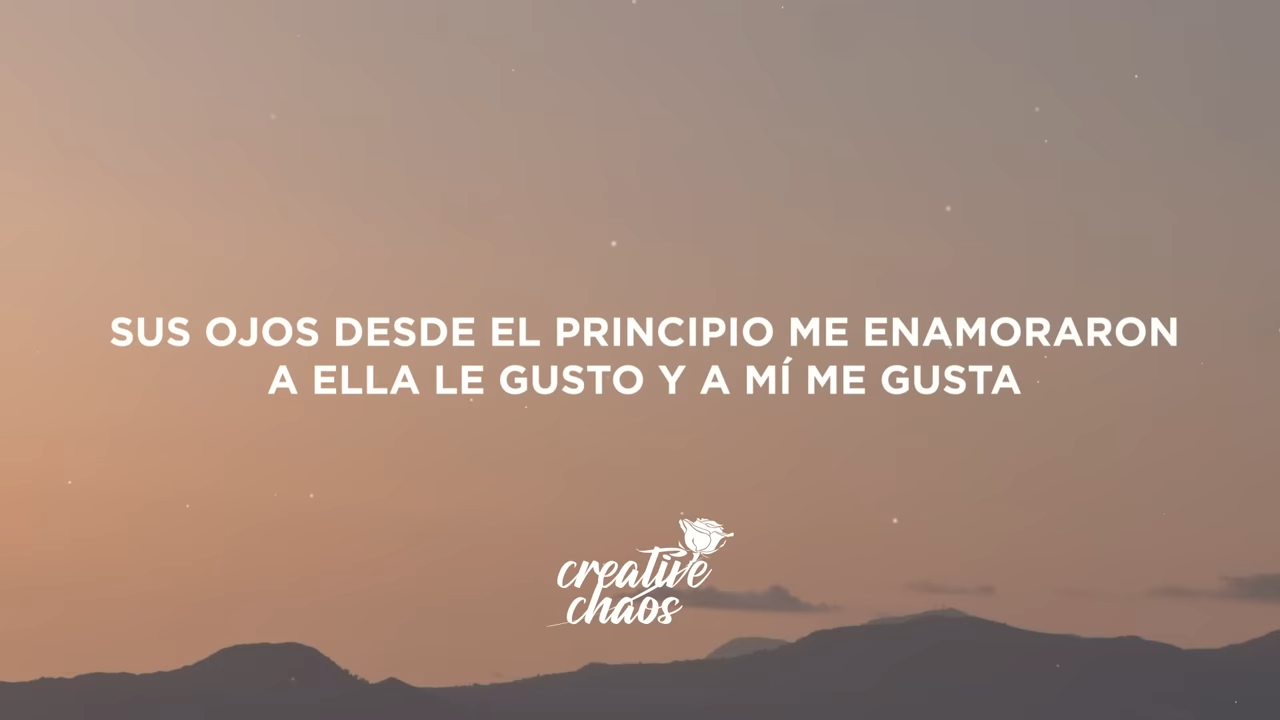 SUS OJOS DESDE EL PRINCIPIO ME ENAMORARON
A ELLA LE GUSTO Y A MÍ ME GUSTA
creative
chaos